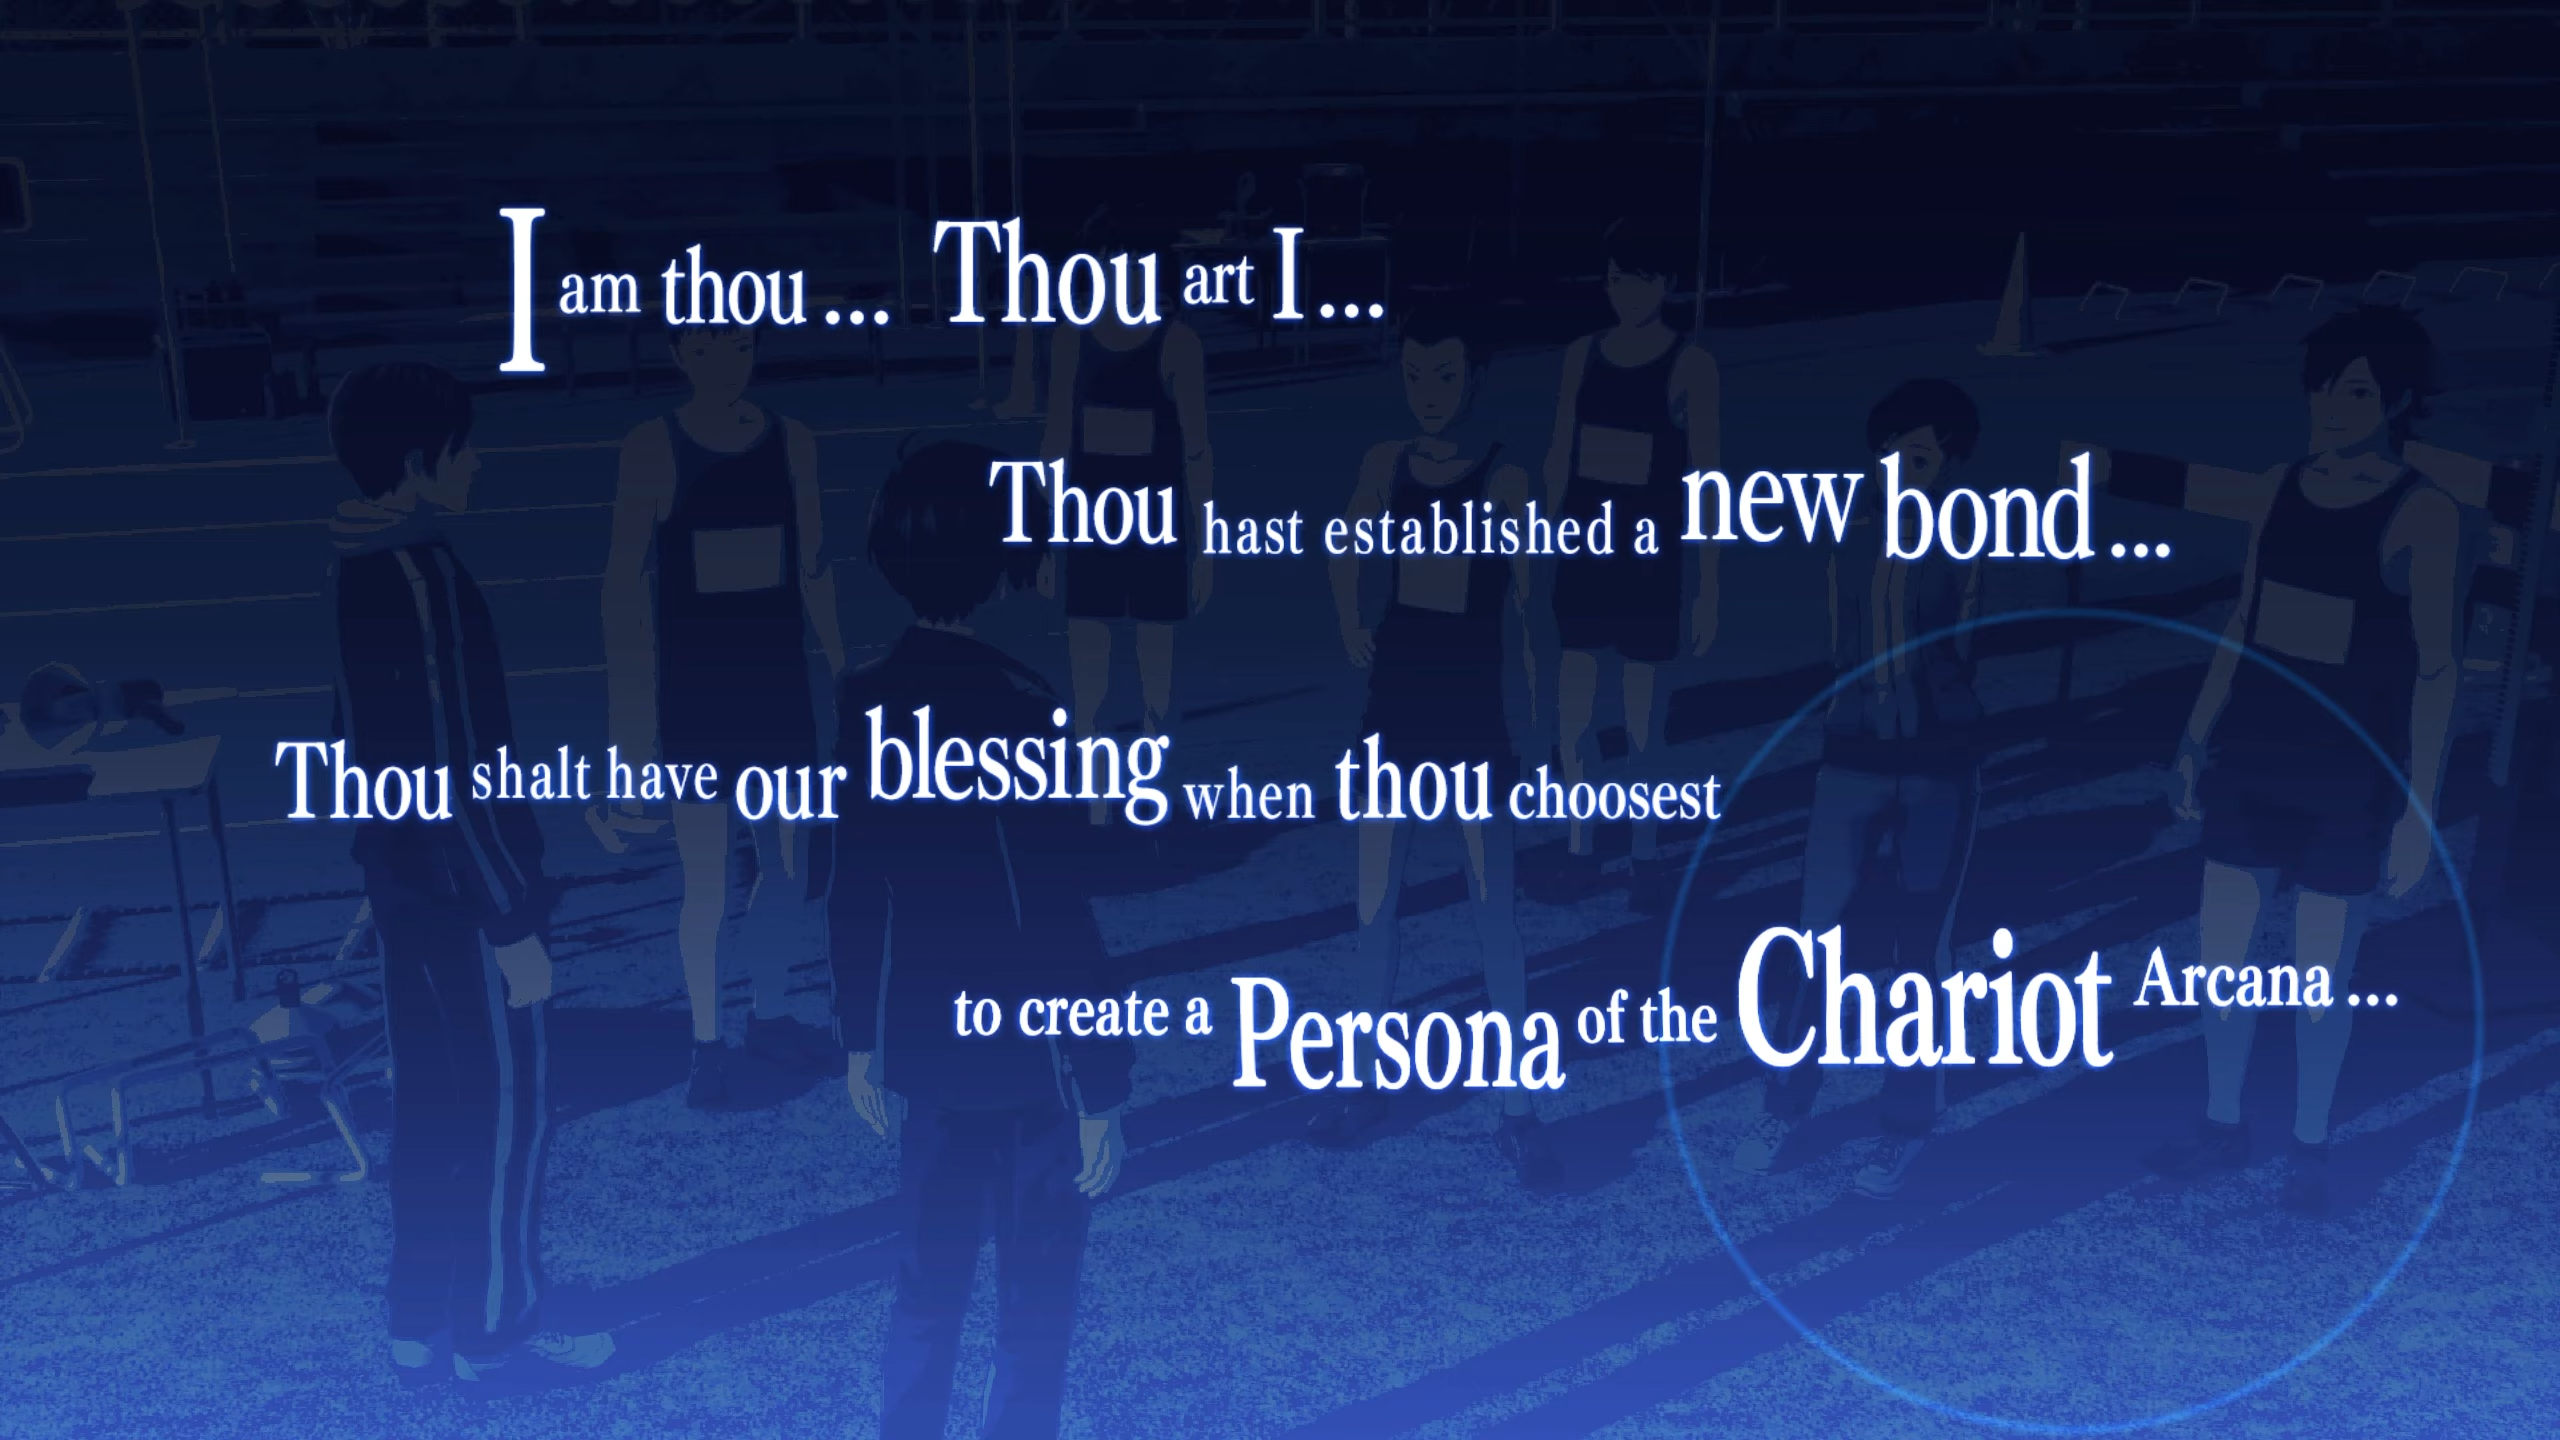 I am thou... Thou art I...
Thou hast established a new bond...
Thou shalt have our blessing when thou choosest
to create a Persona of the Chariot Arcana...